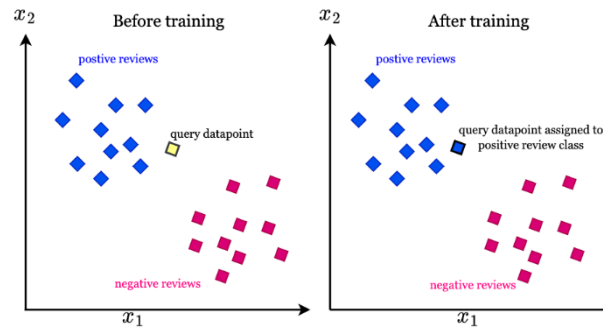 x2
Before training
postive reviews
query datapoint
negative reviews
x1
x2
After training
postive reviews
query datapoint assigned to
positive review class
negative reviews
x1